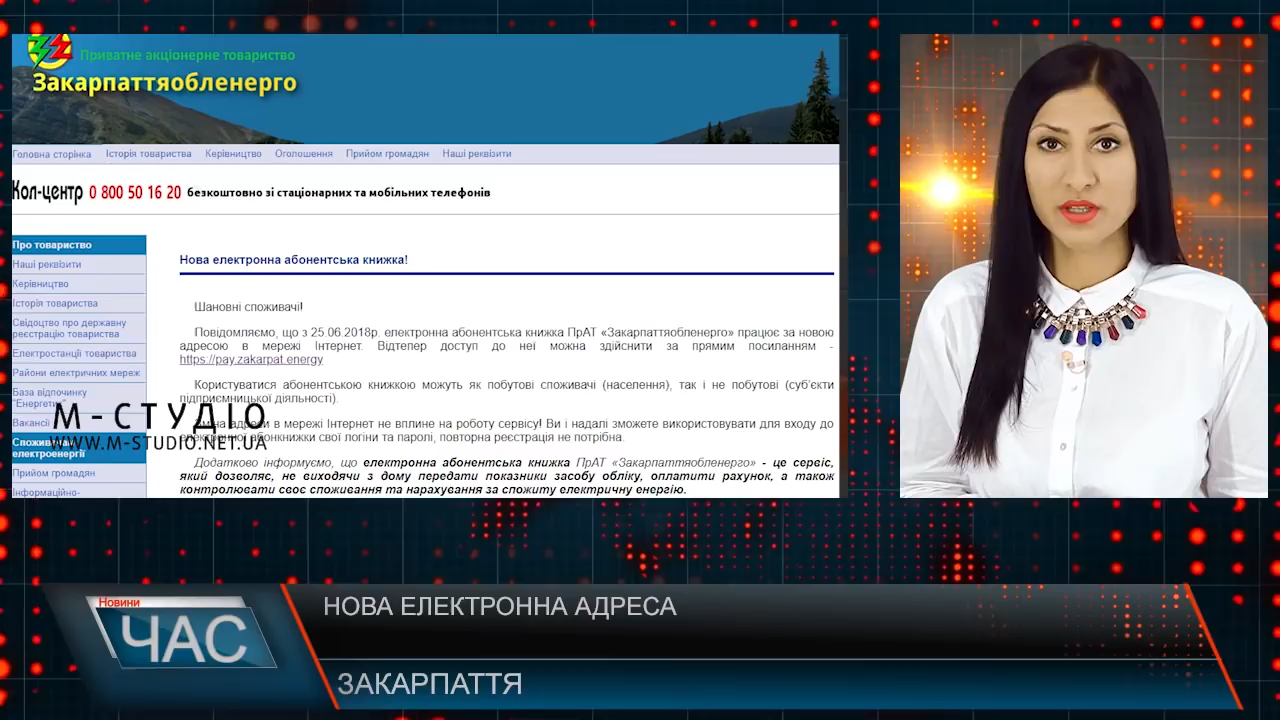 Приватне акціонерне товариство
Закарпаттяобленерго
Головна сторінка Історія товариства Керівництво Оголошення Прийом громадян Наші реквізити
Кол-центр 0 800 50 16 20 безкоштовно зі стаціонарних та мобільних телефонів
Про товариство
Наші реквізити
Керівництво
Історія товариства
Свідоцтво про державну
реєстрацію товариства
Електростанції товариства
Райони електричних мереж
База відпочинку
"Енергетик"
Вакансії
Споживачам
електроенергії
Прийом громадян
Інформаційно-
Нова електронна абонентська книжка!
Шановні споживачі!
Повідомляємо, що з 25.06.2018р. електронна абонентська книжка ПрАТ «Закарпаттяобленерго» працює за новою
адресою в мережі Інтернет. Відтепер доступ до неї можна здійснити за прямим посиланням -
https://pay.zakarpat.energy
Користуватися абонентською книжкою можуть як побутові споживачі (населення), так і не побутові (суб'єкти
підприємницької діяльності).
Зміна адреси в мережі Інтернет не вплине на роботу сервісу! Ви і надалі зможете використовувати для входу до
електронної абонкнижки свої логіни та паролі, повторна реєстрація не потрібна.
Додатково інформуємо, що електронна абонентська книжка ПрАТ «Закарпаттяобленерго» - це сервіс,
який дозволяє, не виходячи з дому передати показники засобу обліку, оплатити рахунок, а також
контролювати своє споживання та нарахування за спожиту електричну енергію.
М-СТУДІО
WWW.M-STUDIO.NET.UA
Новини
ЧАС
НОВА ЕЛЕКТРОННА АДРЕСА
ЗАКАРПАТТЯ